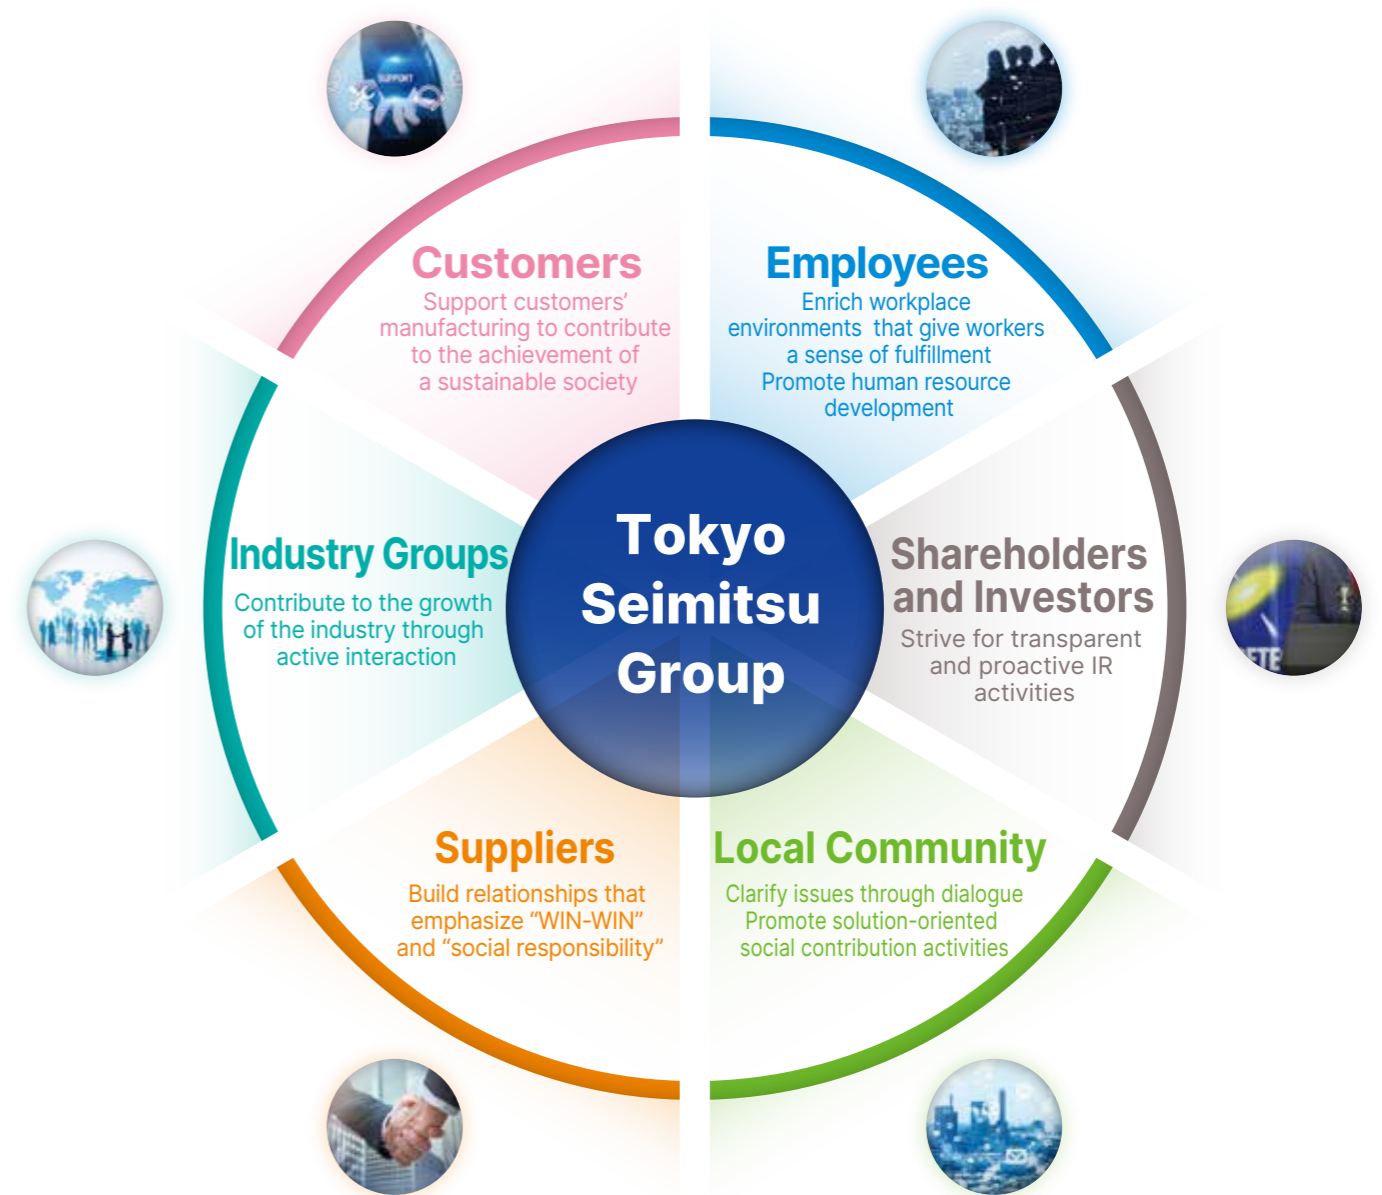 SUPPORT
Customers
Support customers’
manufacturing to contribute
to the achievement of
a sustainable society
Employees
Enrich workplace
environments that give workers
a sense of fulfillment
Promote human resource
development
Industry Groups
Contribute to the growth
of the industry through
active interaction
Tokyo
Seimitsu
Group
Shareholders
and Investors
Strive for transparent
and proactive IR
activities
Suppliers
Build relationships that
emphasize “WIN-WIN”
and “social responsibility”
Local Community
Clarify issues through dialogue
Promote solution-oriented
social contribution activities